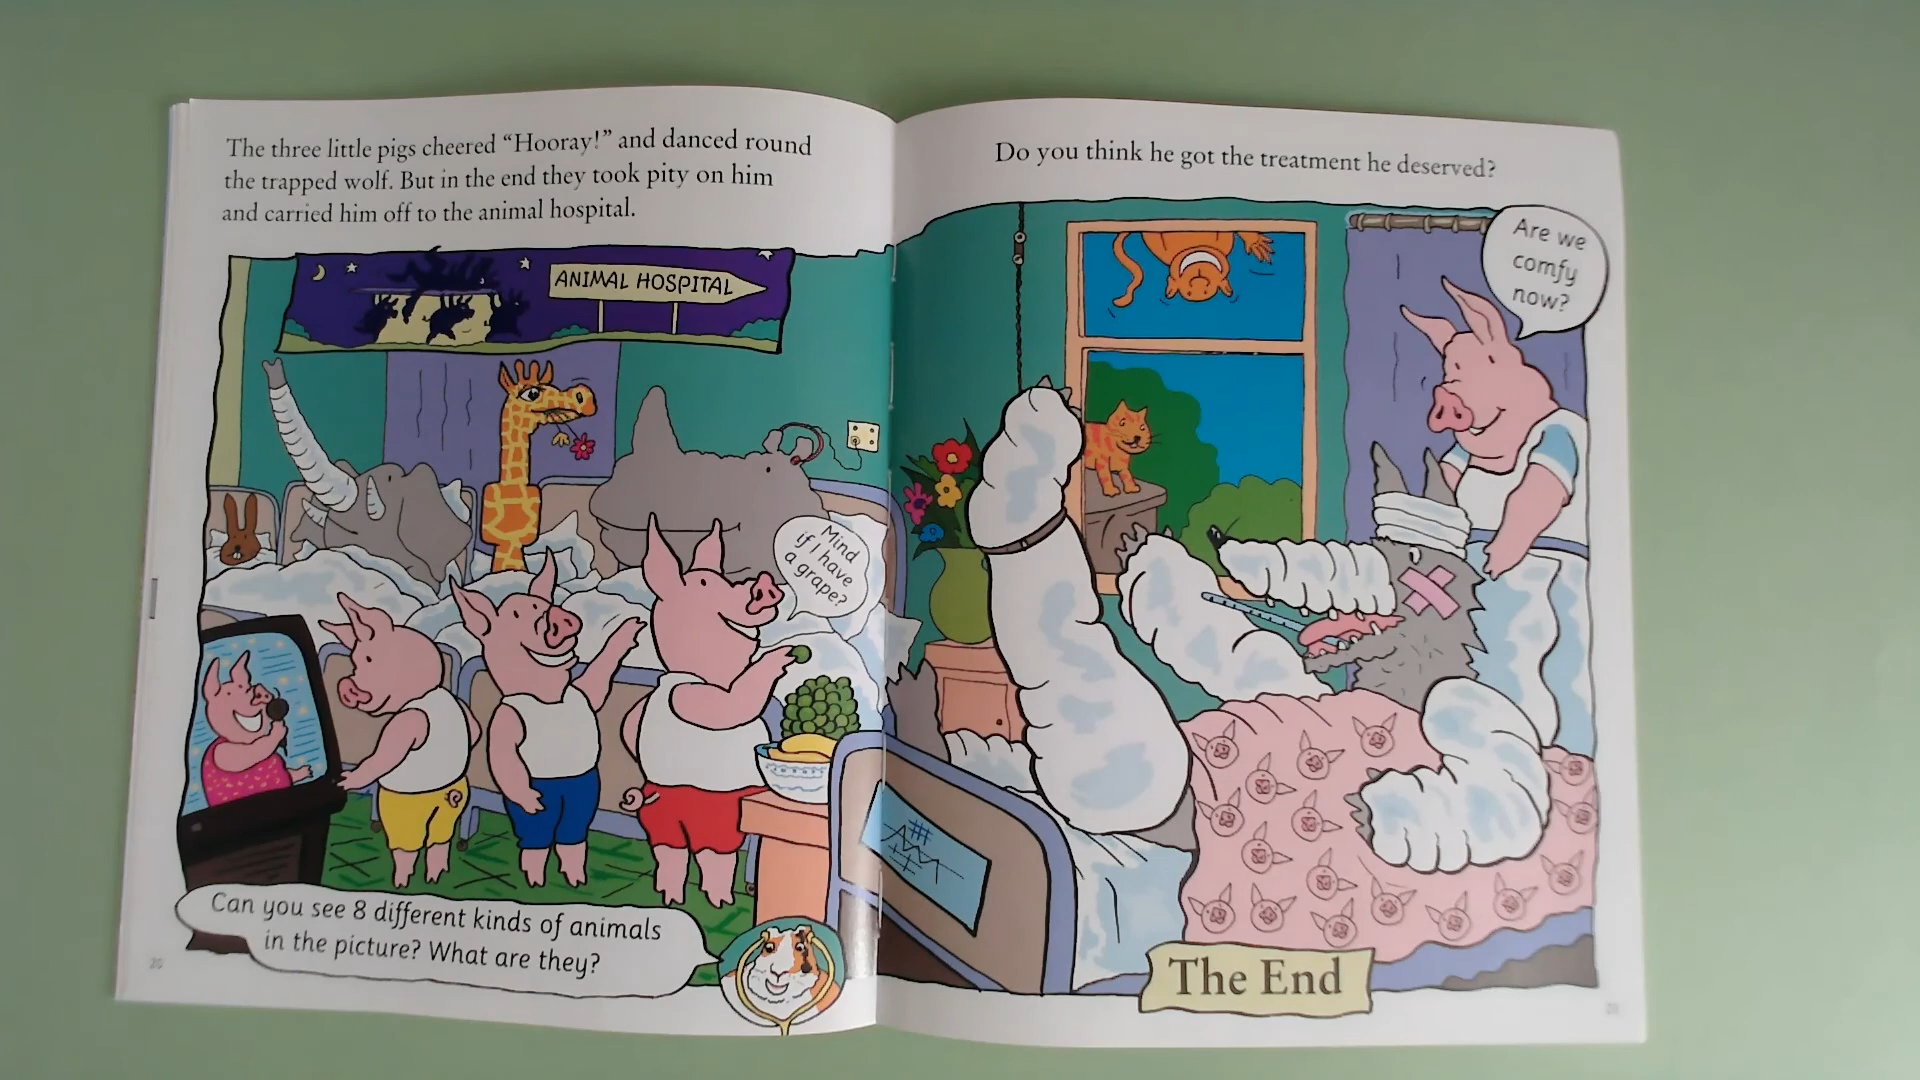 The three little pigs cheered “Hooray!” and danced round
the trapped wolf. But in the end they took pity on him
and carried him off to the animal hospital.
ANIMAL HOSPITAL
Mind
if I have
a grape?
Can you see 8 different kinds of animals
in the picture? What are they?
20
Do you think he got the treatment he deserved?
Are we
comfy
now?
The End